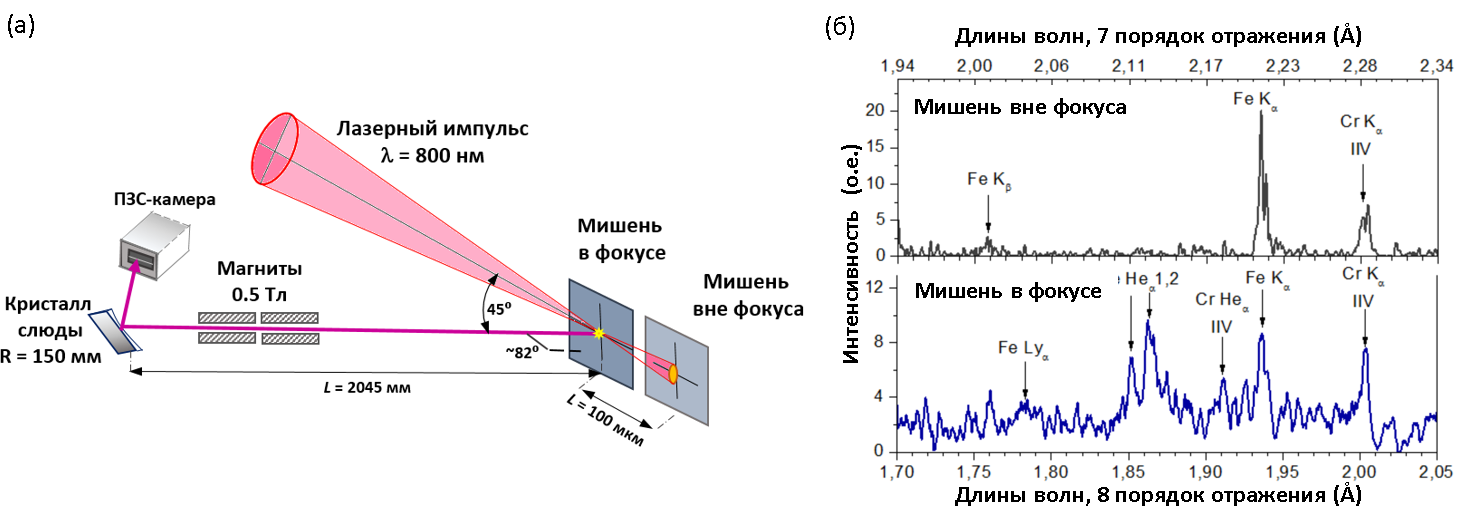 (а)
Лазерный импульс
λ = 800 нм
ПЗС-камера
Магниты
0.5 Тл
Мишень
в фокусе
Мишень
вне фокуса
45⁰
Кристалл
слюды
R = 150 мм
~82⁰
L = 2045 мм
L = 100 мкм
(б)
Длины волн, 7 порядок отражения (Å)
1,94 2,00 2,06 2,11 2,17 2,23 2,28 2,34
Мишень вне фокуса
Fe Kα
Cr Kα
IIV
Fe Kβ
20
15
10
5
0
Интенсивность (о.е.)
Мишень в фокусе
Heα1,2
Fe Kα
Cr Kα
IIV
Cr Heα
IIV
Fe Lyα
12
8
4
0
1,70 1,75 1,80 1,85 1,90 1,95 2,00 2,05
Длины волн, 8 порядок отражения (Å)